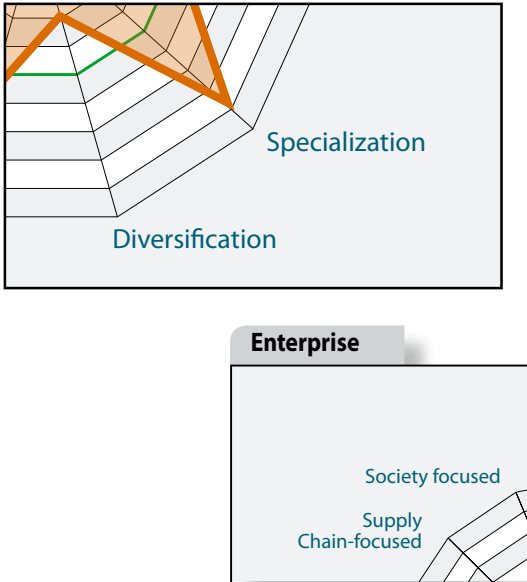 Specialization
Diversification
Enterprise
Society focused
Supply
Chain-focused